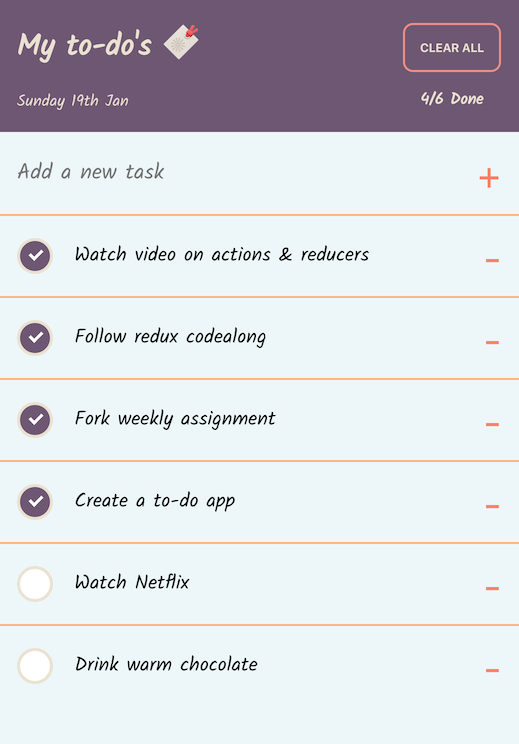 My to-do's
CLEAR ALL
Sunday 19th Jan
4/6 Done
Add a new task
Watch video on actions & reducers
Follow redux codealong
Fork weekly assignment
Create a to-do app
Watch Netflix
Drink warm chocolate